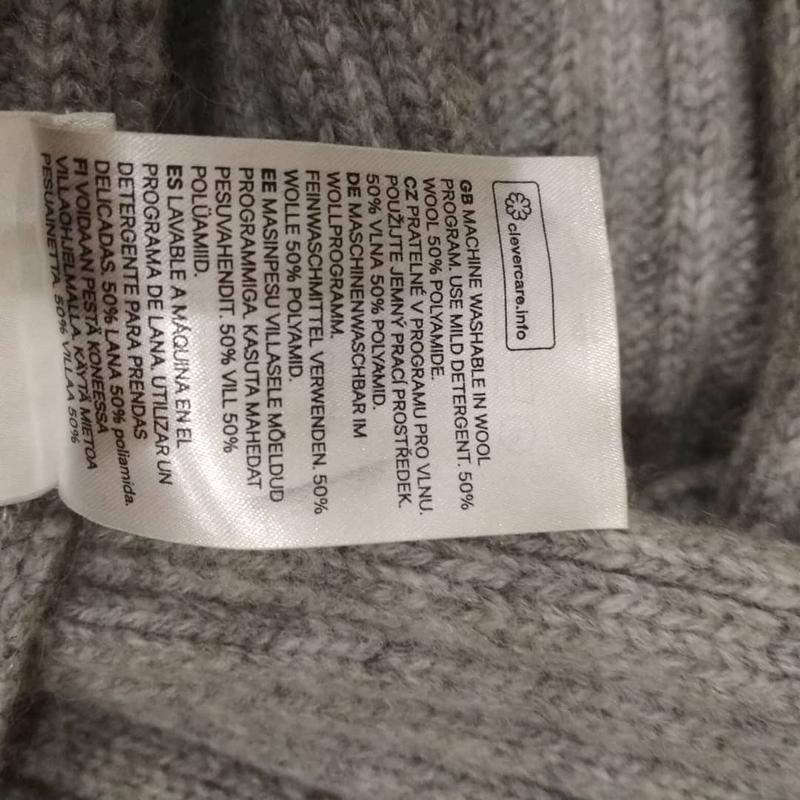 clevercare.info
GB MACHINE WASHABLE IN WOOL
PROGRAM. USE MILD DETERGENT. 50%
WOOL 50% POLYAMIDE.
CZ PRATELNÉ V PROGRAMU PRO VLNU.
POUŽIJTE JEMNÝ PRACÍ PROSTŘEDEK.
50% VLNA 50% POLYAMID.
DE MASCHINENWASCHBAR IM
WOLLPROGRAMM.
FEINWASCHMITTEL VERWENDEN. 50%
WOLLE 50% POLYAMID.
EE MASINPESU VILLASELE MÕELDUD
PROGRAMMIGA. KASUTA MAHEDAT
PESUVAHENDIT. 50% VILL 50%
POLÜAMIID.
ES LAVABLE A MÁQUINA EN EL
PROGRAMA DE LANA. UTILIZAR UN
DETERGENTE PARA PRENDAS
DELICADAS. 50% LANA 50% poliamida.
FI VOIDAAN PESTÄ KONEESSA
VILLAOHJELMALLA. KÄYTÄ MIETOA
PESUAINETTA. 50% VILLAA 50%